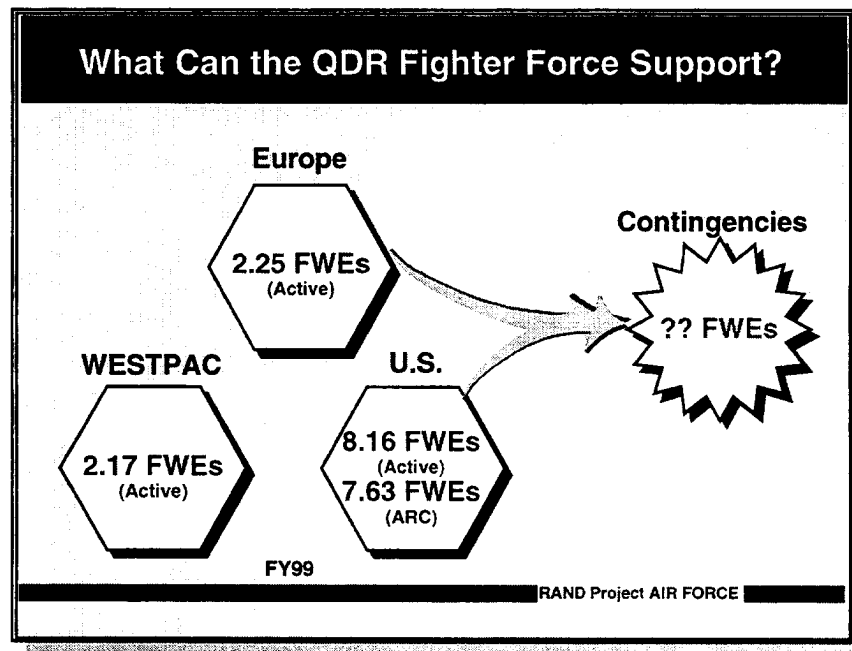 What Can the QDR Fighter Force Support?
Europe
2.25 FWEs
(Active)
Contingencies
?? FWEs
WESTPAC
2.17 FWEs
(Active)
U.S.
8.16 FWEs
(Active)
7.63 FWEs
(ARC)
FY99
RAND Project AIR FORCE